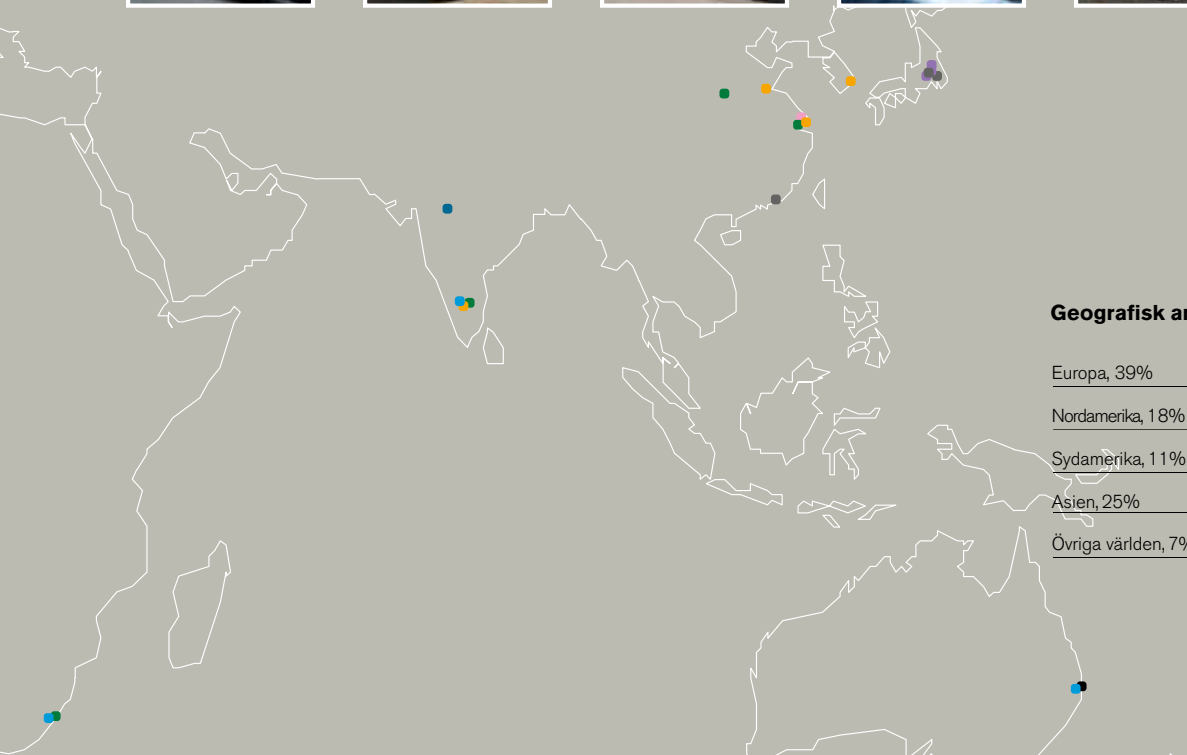 Geografisk
Europa, 39%
Nordamerika, 18%
Sydamerika, 11%
Asien, 25%
Övriga världen, 7%